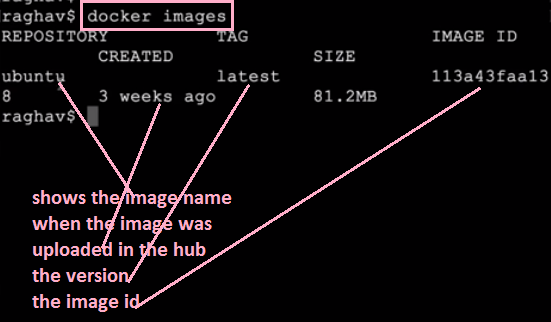 raghav$ docker images
REPOSITORY TAG IMAGE ID
CREATED SIZE
ubuntu latest 113a43faa13
8 3 weeks ago 81.2MB
raghav$
shows the image name
when the image was
uploaded in the hub
the version
the image id